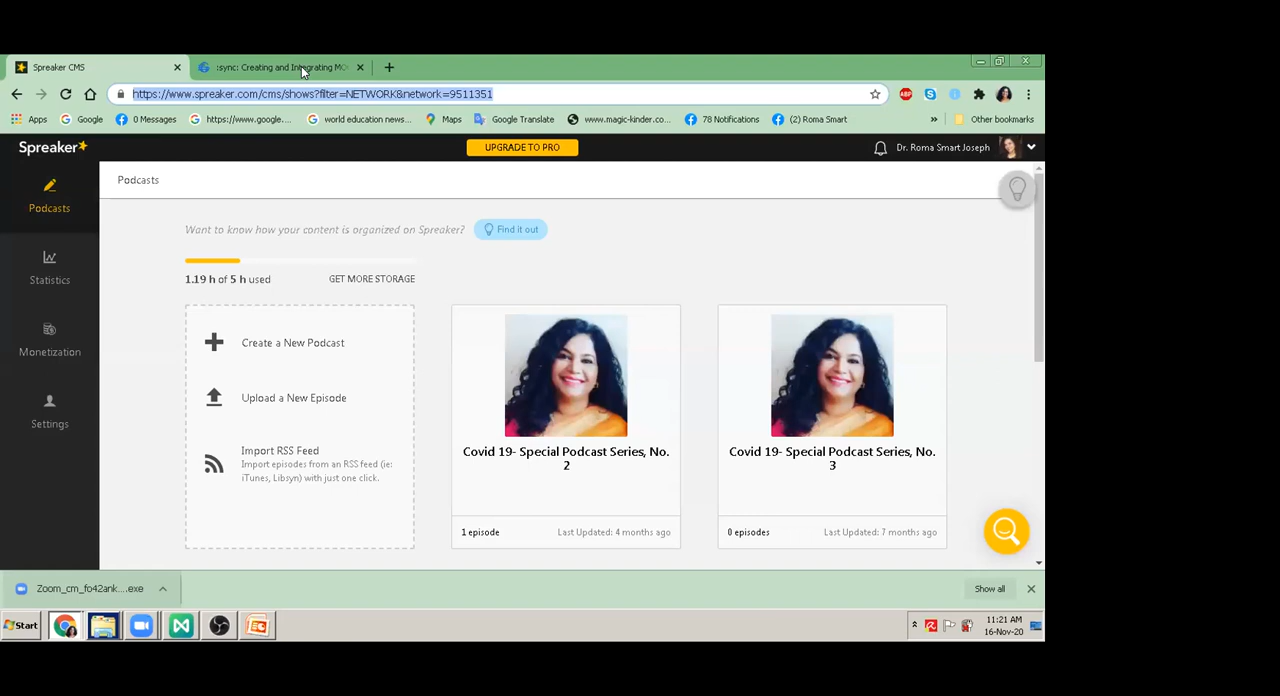 Spreaker CMS
:sync: Creating and Integrating MO
https://www.spreaker.com/cms/shows?filter=NETWORK&network=9511351
ABP
Apps
Google
0 Messages
https://www.google....
world education news...
Maps
Google Translate
www.magic-kinder.co...
78 Notifications
(2) Roma Smart
»
Other bookmarks
Spreaker
UPGRADE TO PRO
Dr. Roma Smart Joseph
Podcasts
Podcasts
Statistics
Monetization
Settings
Want to know how your content is organized on Spreaker?
Find it out
1.19 h of 5 h used
GET MORE STORAGE
Create a New Podcast
Upload a New Episode
Import RSS Feed
Import episodes from an RSS feed (ie:
iTunes, Libsyn) with just one click.
Covid 19- Special Podcast Series, No.
2
1 episode
Last Updated: 4 months ago
Covid 19- Special Podcast Series, No.
3
0 episodes
Last Updated: 7 months ago
Zoom_cm_fo42ank....exe
Show all
Start
11:21 AM
16-Nov-20